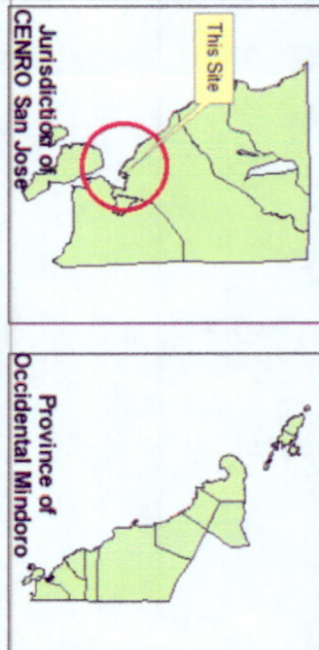 This Site
Jurisdiction of
CENRO San Jose
Province of
Occidental Mindoro